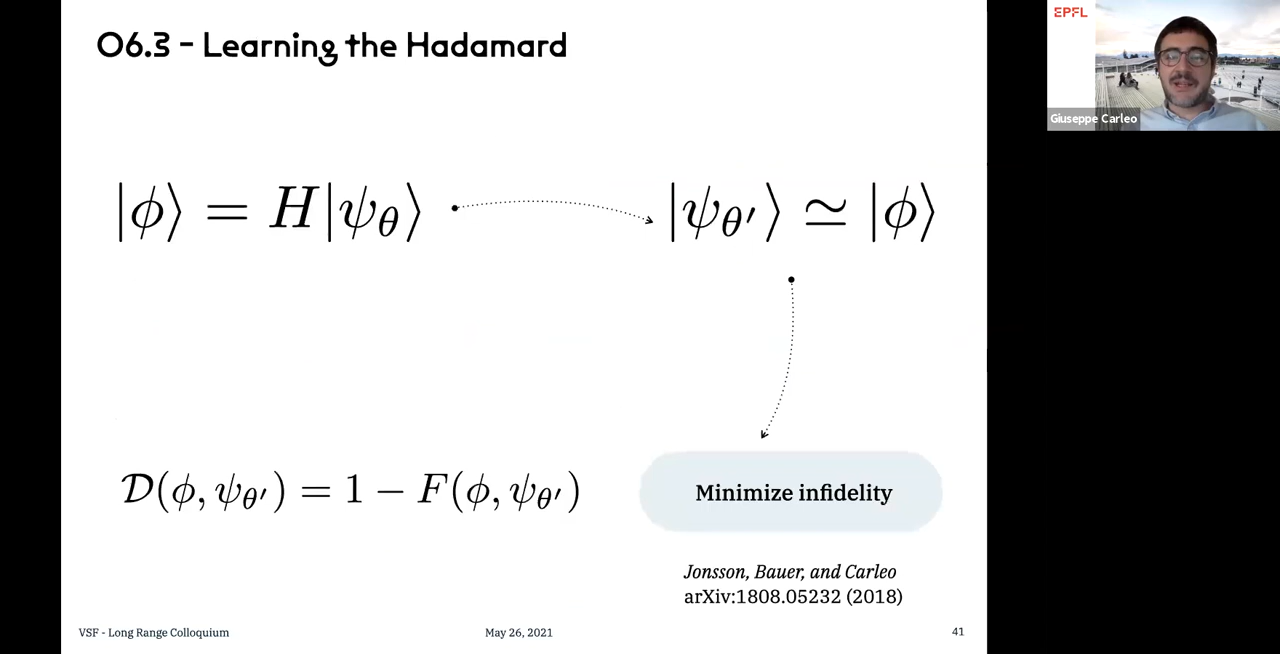 06.3 - Learning the Hadamard
EPFL
Giuseppe Carleo
|ϕ⟩ = H|ψ_θ⟩
|ψ_θ′⟩ ≃ |ϕ⟩
𝒟(ϕ, ψ_θ′) = 1 − F(ϕ, ψ_θ′)
Minimize infidelity
Jonsson, Bauer, and Carleo
arXiv:1808.05232 (2018)
VSF - Long Range Colloquium
May 26, 2021
41